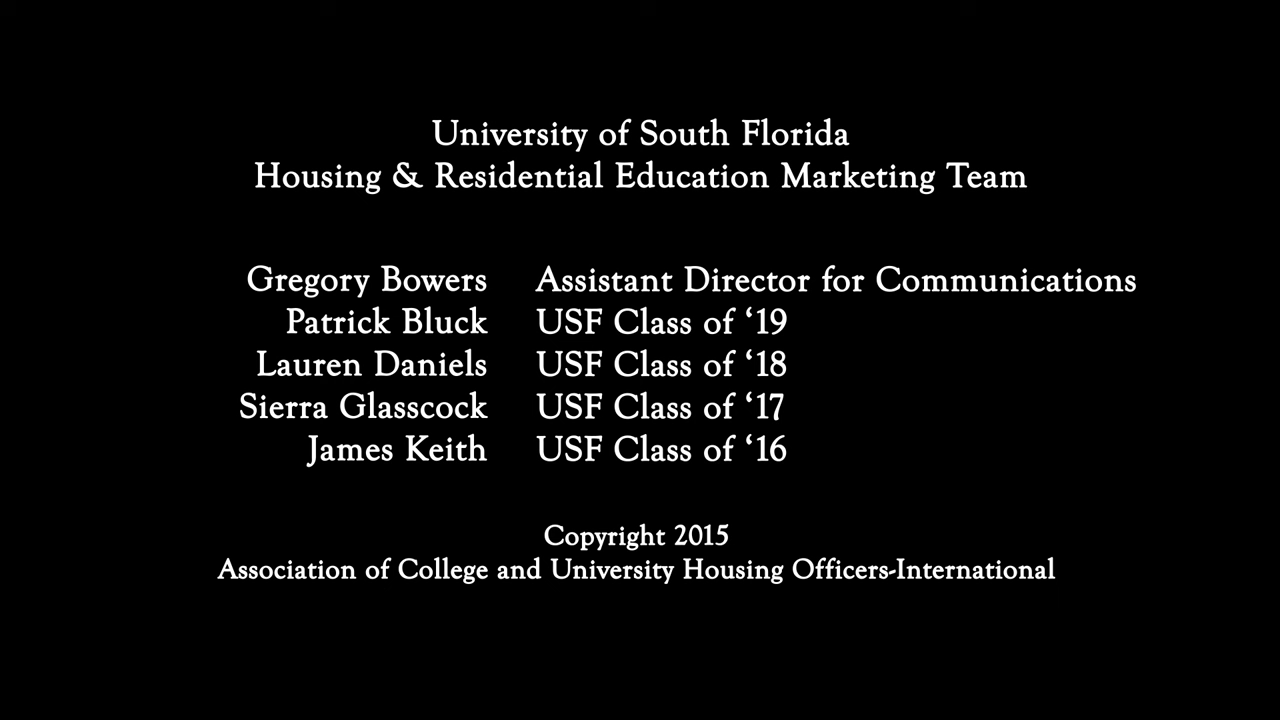 University of South Florida
Housing & Residential Education Marketing Team
Gregory Bowers Assistant Director for Communications
Patrick Bluck USF Class of ‘19
Lauren Daniels USF Class of ‘18
Sierra Glasscock USF Class of ‘17
James Keith USF Class of ‘16
Copyright 2015
Association of College and University Housing Officers-International